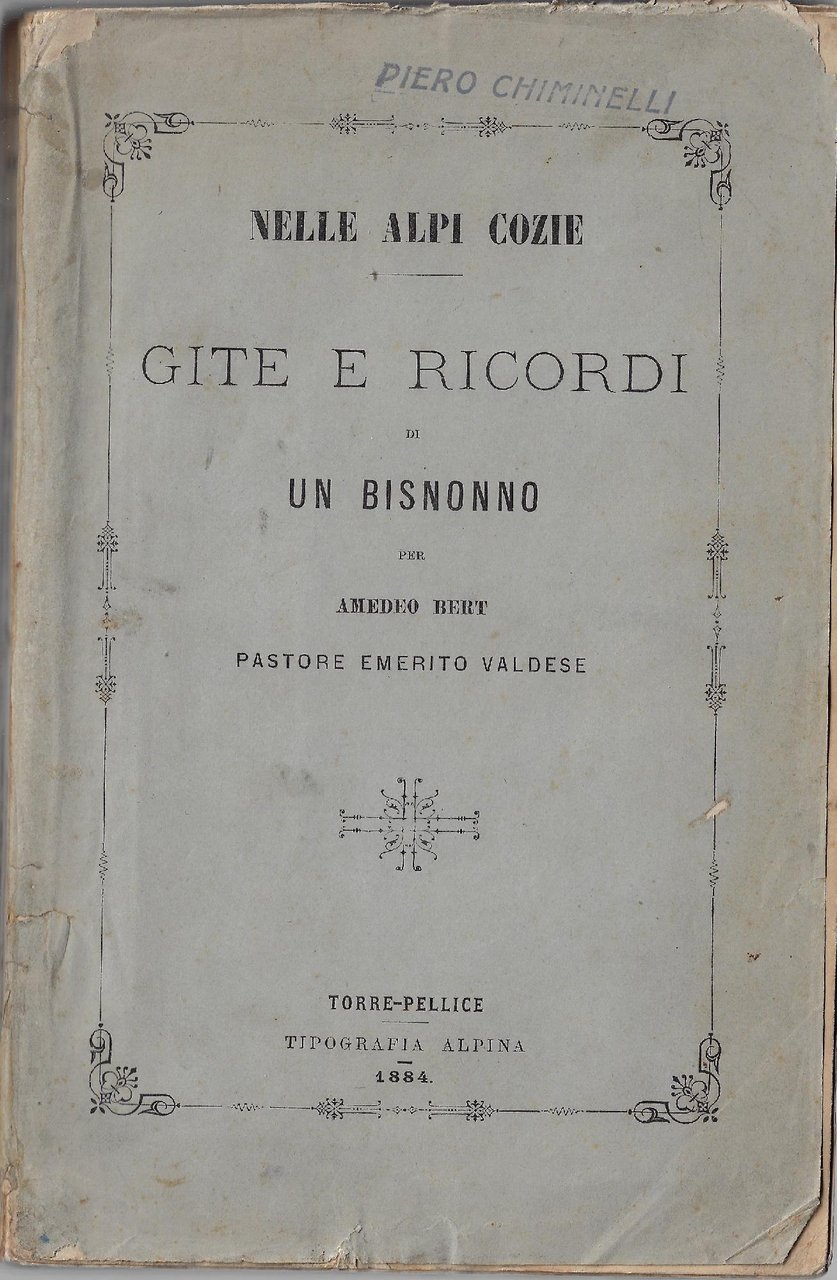 PIERO CHIMINELLI
NELLE ALPI COZIE
GITE E RICORDI
DI
UN BISNONNO
PER
AMEDEO BERT
PASTORE EMERITO VALDESE
TORRE-PELLICE
TIPOGRAFIA ALPINA
1884.